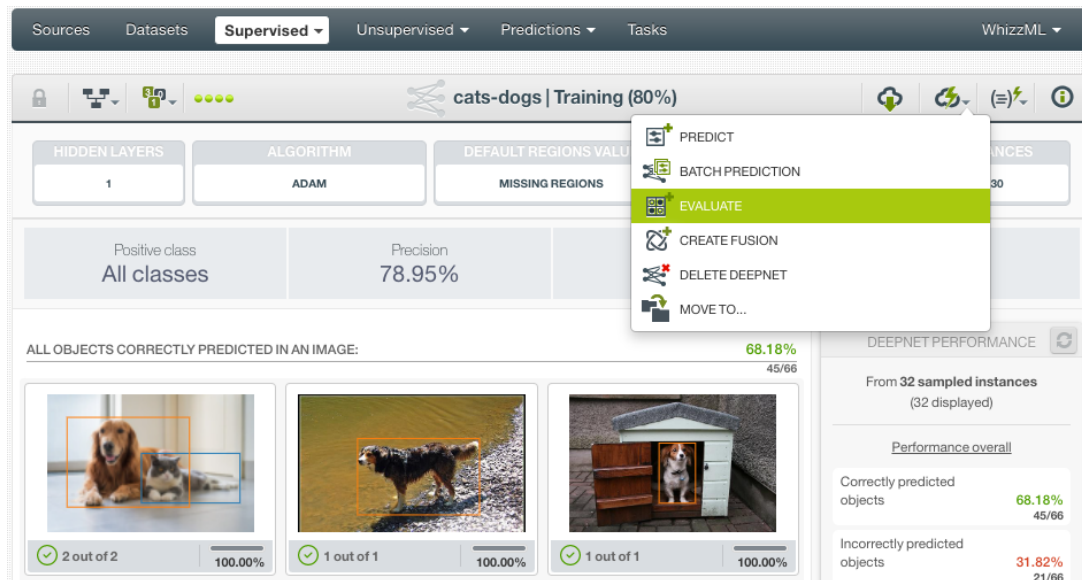 Sources Datasets Supervised Unsupervised Predictions Tasks WhizzML
cats-dogs | Training (80%)
HIDDEN LAYERS ALGORITHM DEFAULT REGIONS VALU NCES
1 ADAM MISSING REGIONS 30
PREDICT
BATCH PREDICTION
EVALUATE
CREATE FUSION
DELETE DEEPNET
MOVE TO...
Positive class Precision
All classes 78.95%
ALL OBJECTS CORRECTLY PREDICTED IN AN IMAGE: 68.18%
45/66
2 out of 2 100.00% 1 out of 1 100.00% 1 out of 1 100.00%
DEEPNET PERFORMANCE
From 32 sampled instances
(32 displayed)
Performance overall
Correctly predicted
objects 68.18%
45/66
Incorrectly predicted
objects 31.82%
21/66